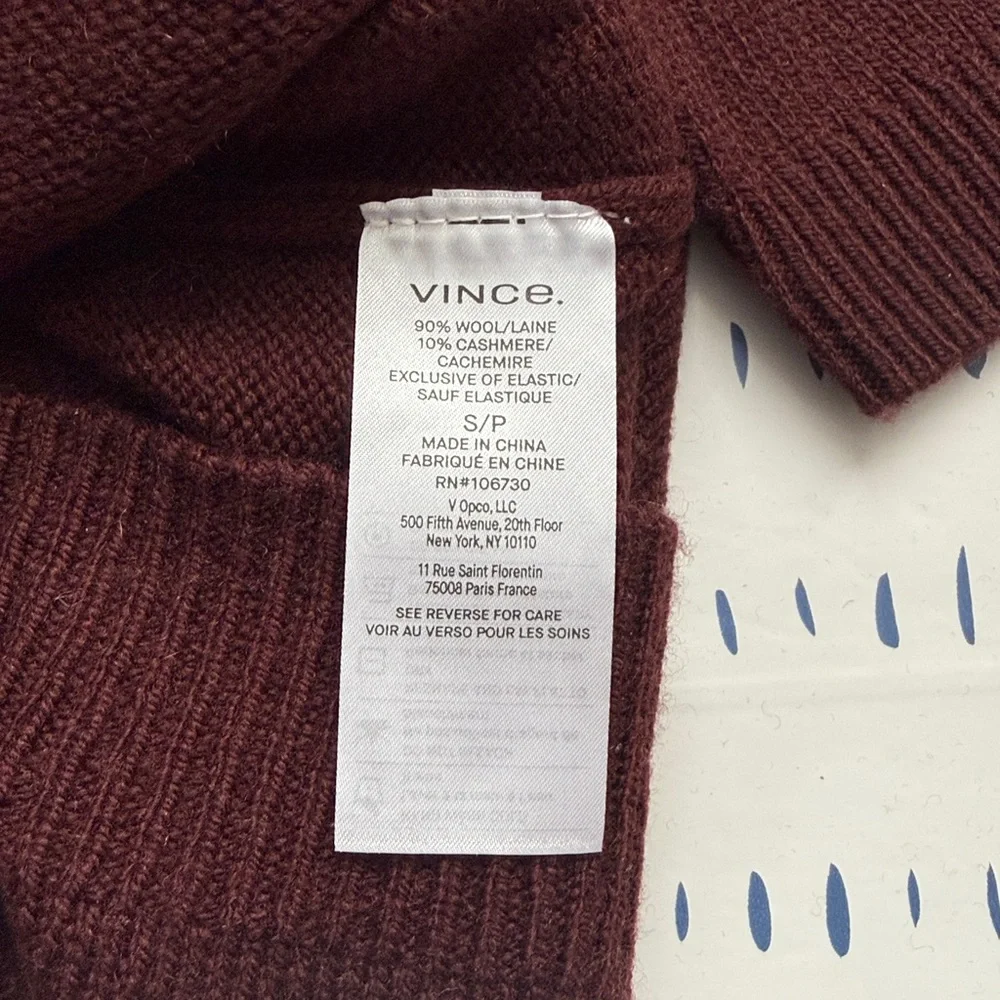 VINCE.
90% WOOL/LAINE
10% CASHMERE/
CACHEMIRE
EXCLUSIVE OF ELASTIC/
SAUF ELASTIQUE
S/P
MADE IN CHINA
FABRIQUÉ EN CHINE
RN#106730
V Opco, LLC
500 Fifth Avenue, 20th Floor
New York, NY 10110
11 Rue Saint Florentin
75008 Paris France
SEE REVERSE FOR CARE
VOIR AU VERSO POUR LES SOINS